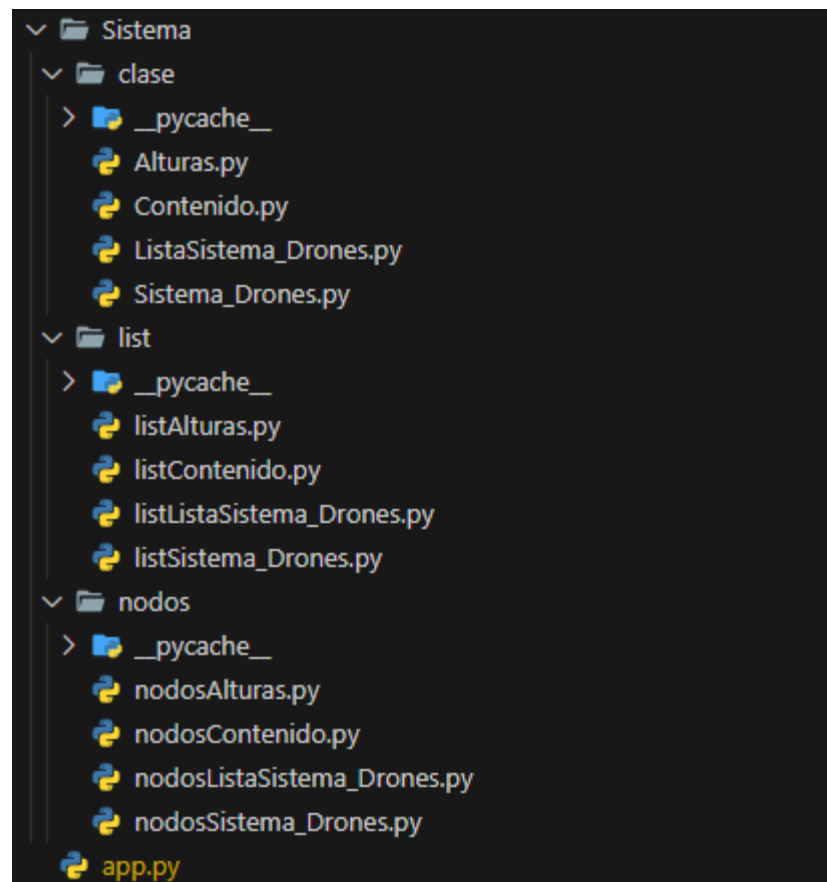 Sistema
clase
__pycache__
Alturas.py
Contenido.py
ListaSistema_Drones.py
Sistema_Drones.py
list
__pycache__
listAlturas.py
listContenido.py
listListaSistema_Drones.py
listSistema_Drones.py
nodos
__pycache__
nodosAlturas.py
nodosContenido.py
nodosListaSistema_Drones.py
nodosSistema_Drones.py
app.py